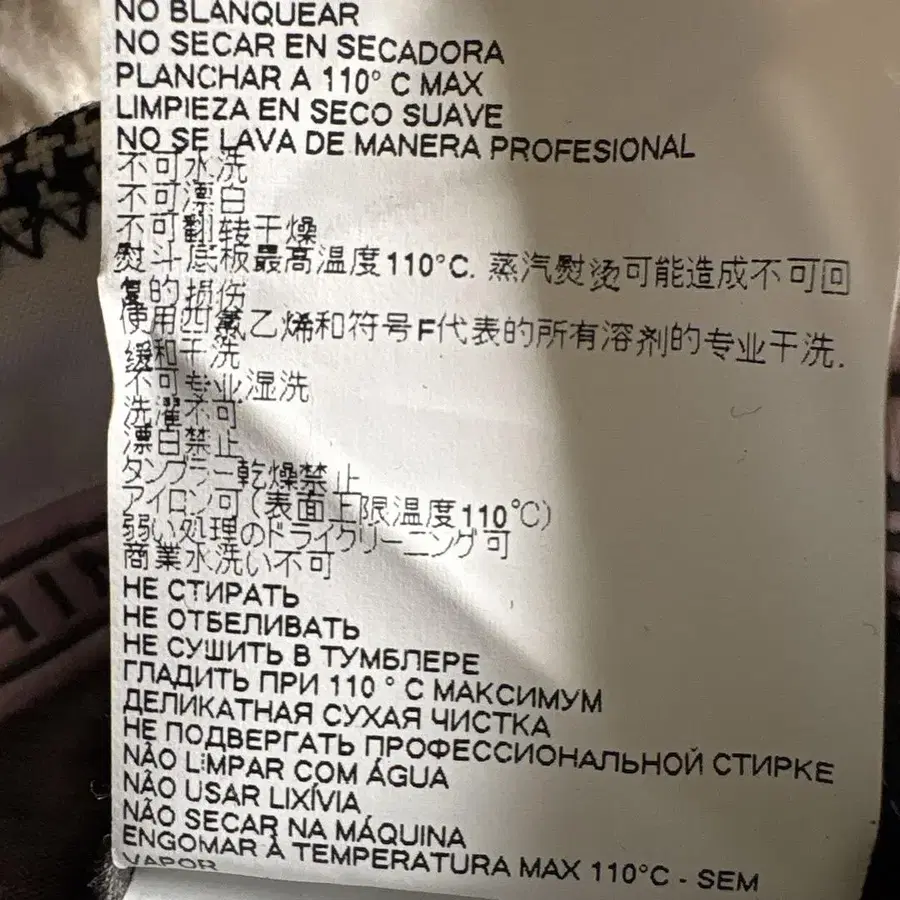 NO BLANQUEAR
NO SECAR EN SECADORA
PLANCHAR A 110° C MAX
LIMPIEZA EN SECO SUAVE
NO SE LAVA DE MANERA PROFESIONAL
不可水洗
不可漂白
不可翻转干燥
熨斗底板最高温度110°C. 蒸汽熨烫可能造成不可回
复的损伤
使用四氯乙烯和符号F代表的所有溶剂的专业干洗.
缓和干洗
不可专业湿洗
洗濯不可
漂白禁止
タンブラー乾燥禁止
アイロン可(表面上限温度110℃)
弱い処理のドライクリーニング可
商業水洗い不可
НЕ СТИРАТЬ
НЕ ОТБЕЛИВАТЬ
НЕ СУШИТЬ В ТУМБЛЕРЕ
ГЛАДИТЬ ПРИ 110 ° С МАКСИМУМ
ДЕЛИКАТНАЯ СУХАЯ ЧИСТКА
НЕ ПОДВЕРГАТЬ ПРОФЕССИОНАЛЬНОЙ СТИРКЕ
NÃO LIMPAR COM ÁGUA
NÃO USAR LIXÍVIA
NÃO SECAR NA MÁQUINA
ENGOMAR À TEMPERATURA MAX 110°C - SEM
VAPOR